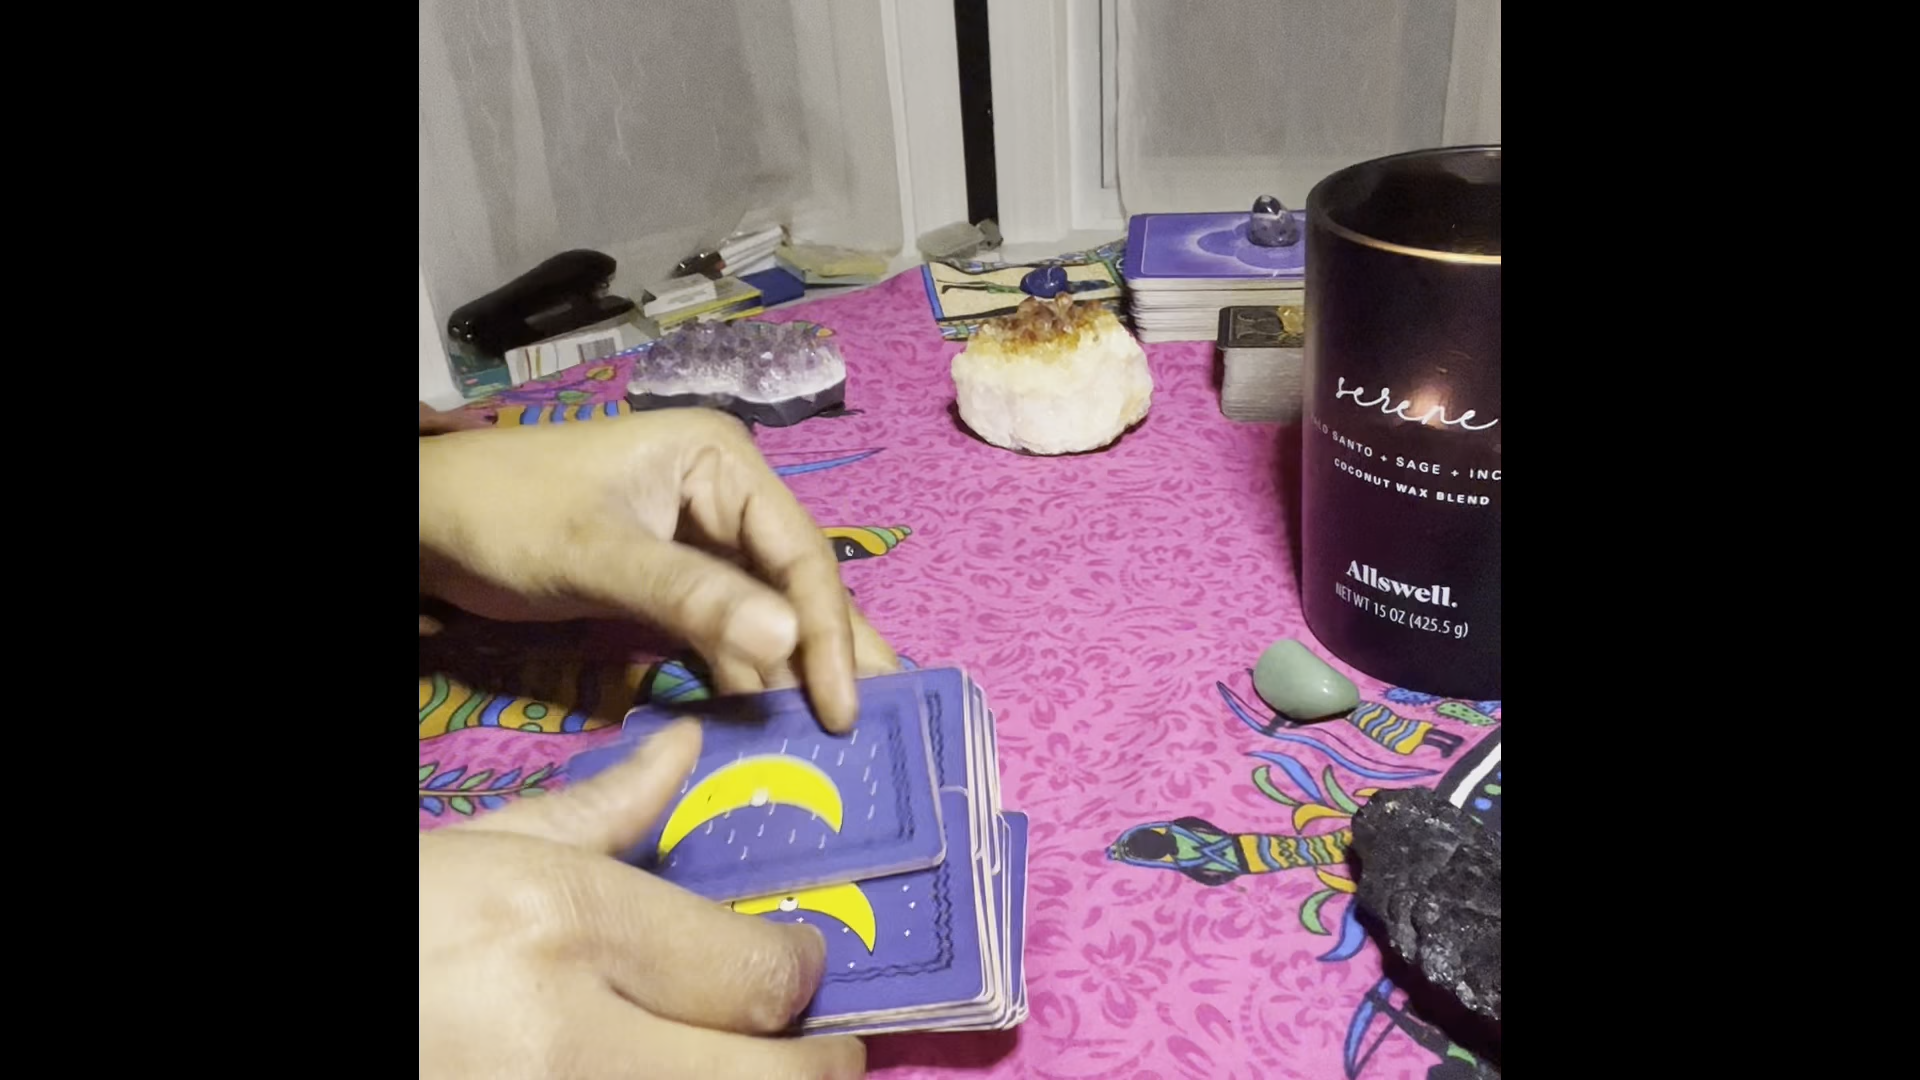 serene
SANTO + SAGE + INC
COCONUT WAX BLEND
Allswell.
NET WT 15 OZ (425.5 g)